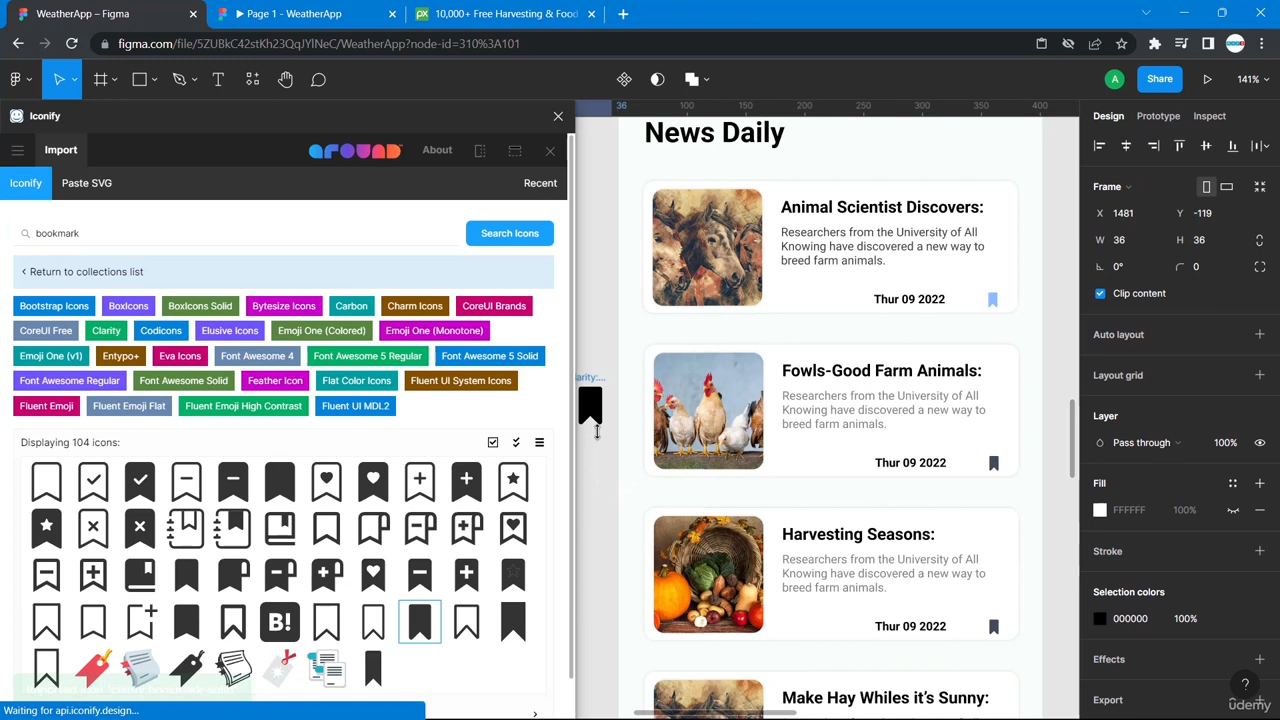 WeatherApp – Figma
Page 1 - WeatherApp
10,000+ Free Harvesting & Food
figma.com/file/5ZUBkC42stKh23QqJYlNeC/WeatherApp?node-id=310%3A101
A
Share
141%
Iconify
Import
around
About
Iconify
Paste SVG
Recent
bookmark
Search Icons
Return to collections list
Bootstrap Icons
BoxIcons
BoxIcons Solid
Bytesize Icons
Carbon
Charm Icons
CoreUI Brands
CoreUI Free
Clarity
Codicons
Elusive Icons
Emoji One (Colored)
Emoji One (Monotone)
Emoji One (v1)
Entypo+
Eva Icons
Font Awesome 4
Font Awesome 5 Regular
Font Awesome 5 Solid
Font Awesome Regular
Font Awesome Solid
Feather Icon
Flat Color Icons
Fluent UI System Icons
Fluent Emoji
Fluent Emoji Flat
Fluent Emoji High Contrast
Fluent UI MDL2
Displaying 104 icons:
B!
Waiting for api.iconify.design...
36
100
150
200
250
300
350
400
News Daily
Animal Scientist Discovers:
Researchers from the University of All
Knowing have discovered a new way to
breed farm animals.
Thur 09 2022
Fowls-Good Farm Animals:
Researchers from the University of All
Knowing have discovered a new way to
breed farm animals.
Thur 09 2022
Harvesting Seasons:
Researchers from the University of All
Knowing have discovered a new way to
breed farm animals.
Thur 09 2022
Make Hay Whiles it's Sunny:
Design
Prototype
Inspect
Frame
X 1481
Y -119
W 36
H 36
0°
0
Clip content
Auto layout
Layout grid
Layer
Pass through
100%
Fill
FFFFFF
100%
Stroke
Selection colors
000000
100%
Effects
Export
?
ûdemy